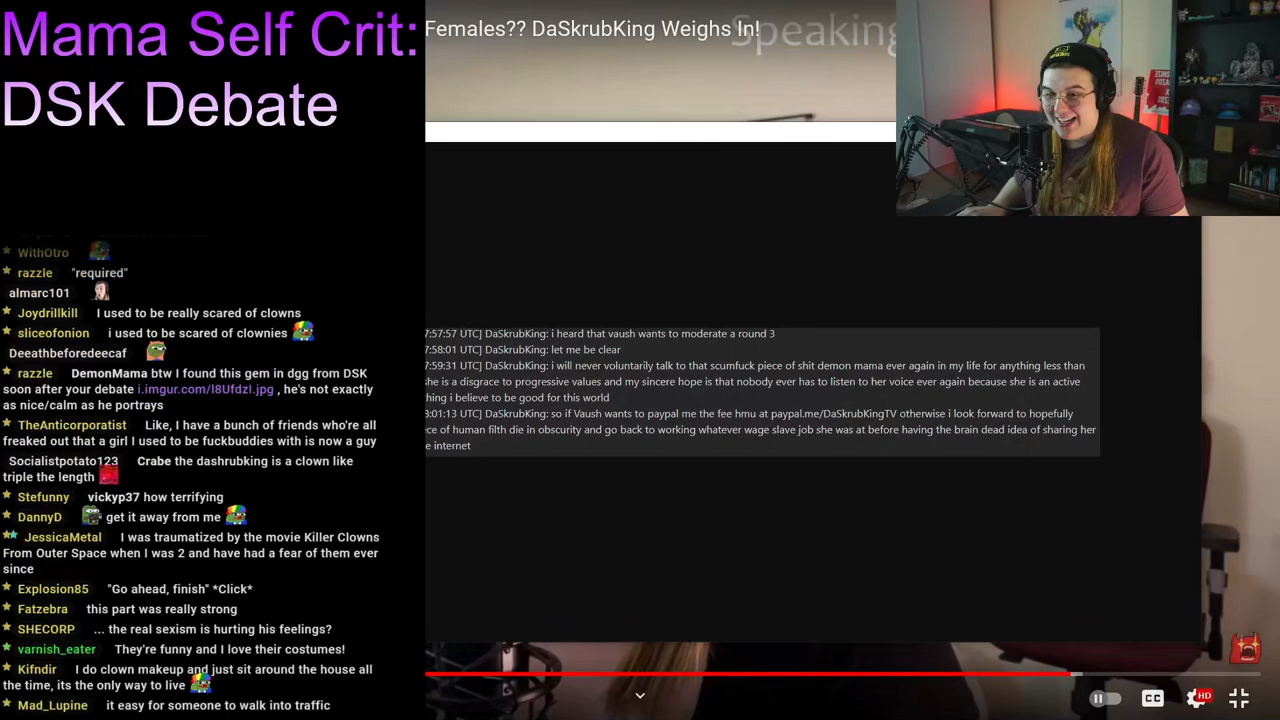 Mama Self Crit:
DSK Debate
Females?? DaSkrubKing Weighs In!
Speaking
WithOtro
razzle "required"
almarc101
Joydrillkill I used to be really scared of clowns
sliceofonion i used to be scared of clownies
Deeathbeforedeecaf
razzle DemonMama btw I found this gem in dgg from DSK
soon after your debate i.imgur.com/l8UfdzI.jpg , he's not exactly
as nice/calm as he portrays
TheAnticorporatist Like, I have a bunch of friends who're all
freaked out that a girl I used to be fuckbuddies with is now a guy
Socialistpotato123 Crabe the dashrubking is a clown like
triple the length
Stefunny vickyp37 how terrifying
DannyD get it away from me
JessicaMetal I was traumatized by the movie Killer Clowns
From Outer Space when I was 2 and have had a fear of them ever
since
Explosion85 "Go ahead, finish" *Click*
Fatzebra this part was really strong
SHECORP ... the real sexism is hurting his feelings?
varnish_eater They're funny and I love their costumes!
Kifndir I do clown makeup and just sit around the house all
the time, its the only way to live
Mad_Lupine it easy for someone to walk into traffic
7:57:57 UTC] DaSkrubKing: i heard that vaush wants to moderate a round 3
7:58:01 UTC] DaSkrubKing: let me be clear
7:59:31 UTC] DaSkrubKing: i will never voluntarily talk to that scumfuck piece of shit demon mama ever again in my life for anything less than
she is a disgrace to progressive values and my sincere hope is that nobody ever has to listen to her voice ever again because she is an active
thing i believe to be good for this world
8:01:13 UTC] DaSkrubKing: so if Vaush wants to paypal me the fee hmu at paypal.me/DaSkrubKingTV otherwise i look forward to hopefully
ece of human filth die in obscurity and go back to working whatever wage slave job she was at before having the brain dead idea of sharing her
e internet
CC
HD